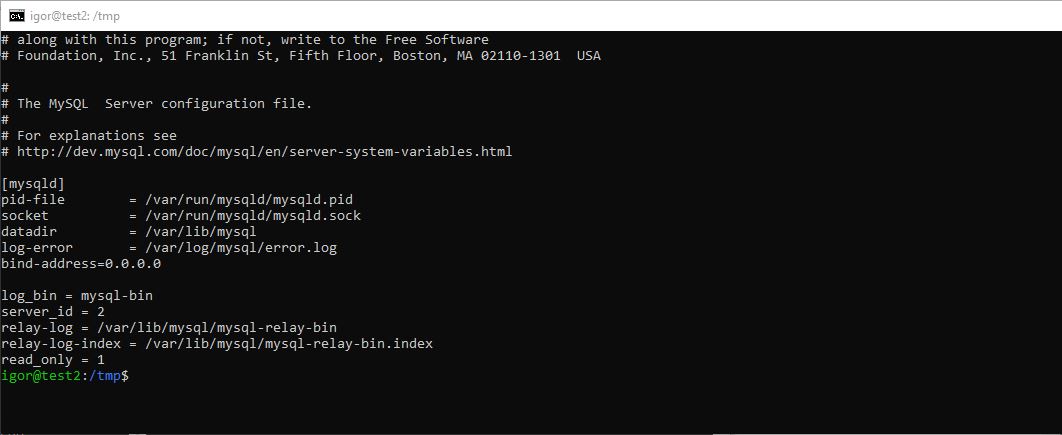 igor@test2: /tmp
# along with this program; if not, write to the Free Software
# Foundation, Inc., 51 Franklin St, Fifth Floor, Boston, MA 02110-1301  USA
#
# The MySQL  Server configuration file.
#
# For explanations see
# http://dev.mysql.com/doc/mysql/en/server-system-variables.html
[mysqld]
pid-file        = /var/run/mysqld/mysqld.pid
socket          = /var/run/mysqld/mysqld.sock
datadir         = /var/lib/mysql
log-error       = /var/log/mysql/error.log
bind-address=0.0.0.0
log_bin = mysql-bin
server_id = 2
relay-log = /var/lib/mysql/mysql-relay-bin
relay-log-index = /var/lib/mysql/mysql-relay-bin.index
read_only = 1
igor@test2:/tmp$